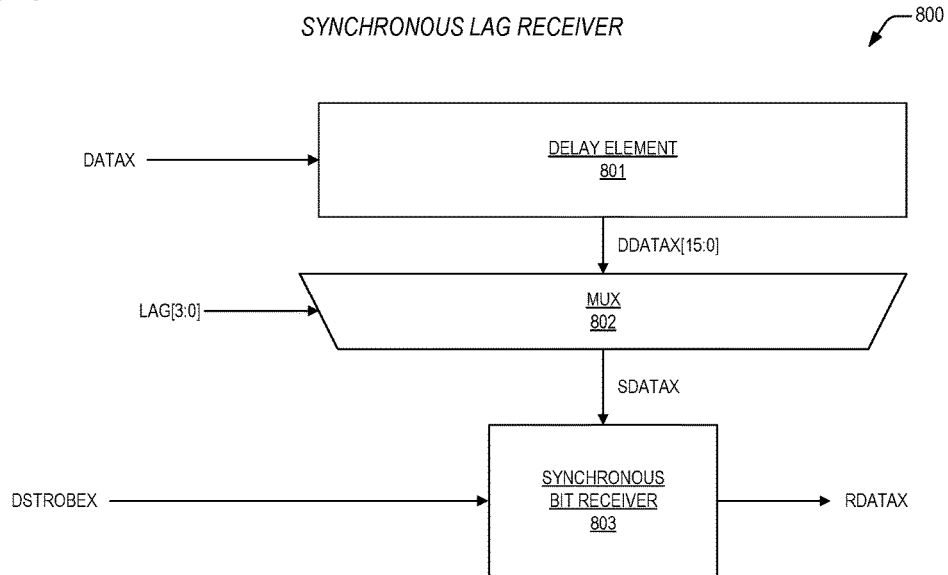 SYNCHRONOUS LAG RECEIVER
800
DELAY ELEMENT
801
DATAX
DDATAX[15:0]
MUX
802
LAG[3:0]
SDATAX
SYNCHRONOUS
BIT RECEIVER
803
DSTROBEX
RDATAX